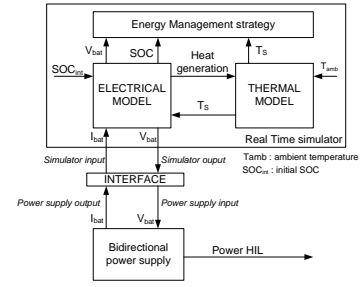 Energy Management strategy
Vbat
SOC
Heat generation
TS
SOCint
ELECTRICAL MODEL
THERMAL MODEL
Tamb
TS
Real Time simulator
Ibat
Vbat
Simulator input
Simulator ouput
Tamb : ambient temperature
SOCint : initial SOC
INTERFACE
Power supply output
Power supply input
Ibat
Vbat
Bidirectional power supply
Power HIL